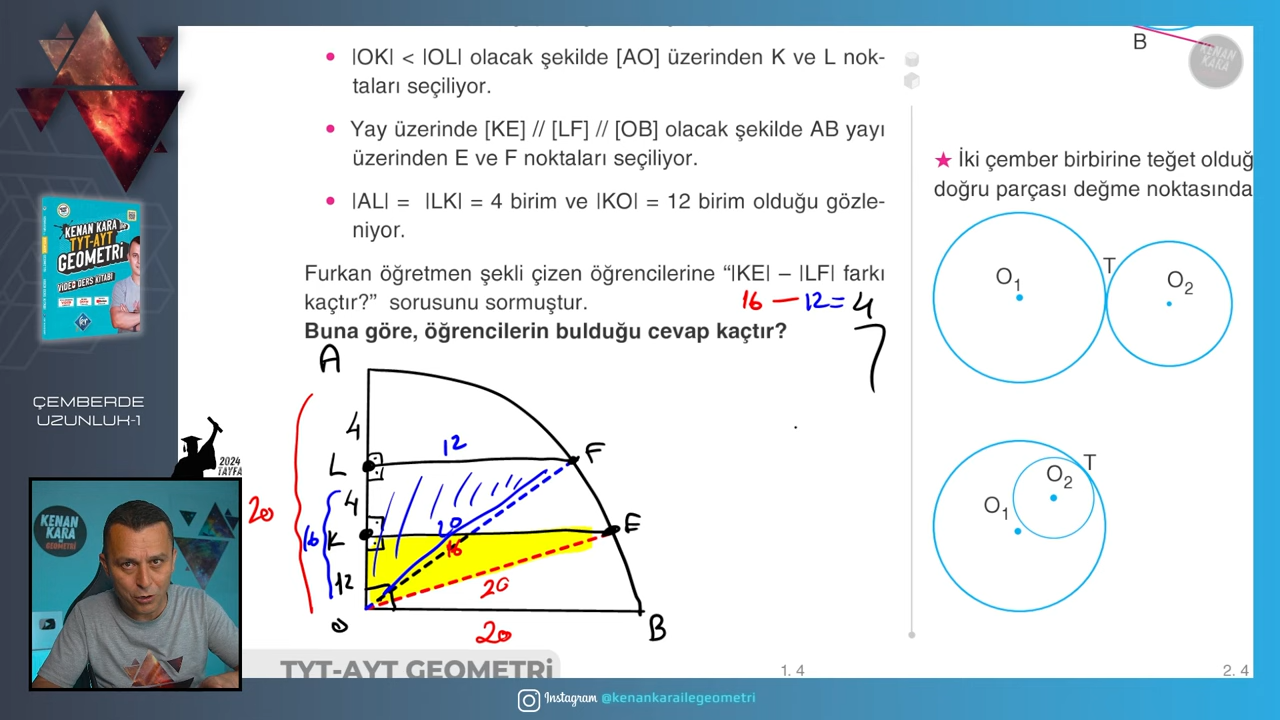 |OK| < |OL| olacak şekilde [AO] üzerinden K ve L nok-
taları seçiliyor.
Yay üzerinde [KE] // [LF] // [OB] olacak şekilde AB yayı
üzerinden E ve F noktaları seçiliyor.
|AL| = |LK| = 4 birim ve |KO| = 12 birim olduğu gözle-
niyor.
Furkan öğretmen şekli çizen öğrencilerine “|KE| – |LF| farkı
kaçtır?” sorusunu sormuştur.
16 – 12 = 4
Buna göre, öğrencilerin bulduğu cevap kaçtır?
A
4
12
L
F
4
20
20
16
K
E
16
12
20
O
20
B
TYT-AYT GEOMETRİ
1. 4
B
KENAN
KARA
★ İki çember birbirine teğet olduğ
doğru parçası değme noktasında
O1
T
O2
O1
O2
T
2. 4
KENAN KARA
TYT-AYT
GEOMETRİ
VİDEO DERS KİTABI
ÇEMBERDE
UZUNLUK-1
2024
TAYFA
KENAN
KARA
Instagram @kenankarailegeometri